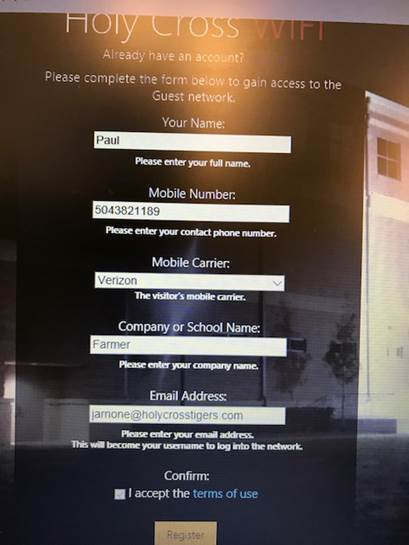 Holy Cross WIFI
Already have an account?
Please complete the form below to gain access to the
Guest network.
Your Name:
Paul
Please enter your full name.
Mobile Number:
5043821189
Please enter your contact phone number.
Mobile Carrier:
Verizon
The visitor's mobile carrier.
Company or School Name:
Farmer
Please enter your company name.
Email Address:
jarnone@holycrosstigers.com
Please enter your email address.
This will become your username to log into the network.
Confirm:
I accept the terms of use
Register